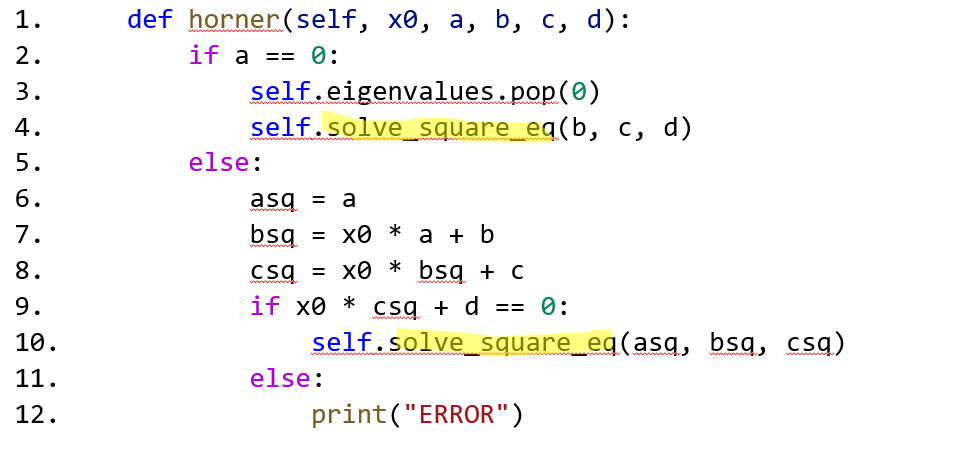 1. def horner(self, x0, a, b, c, d):
2. if a == 0:
3. self.eigenvalues.pop(0)
4. self.solve_square_eq(b, c, d)
5. else:
6. asq = a
7. bsq = x0 * a + b
8. csq = x0 * bsq + c
9. if x0 * csq + d == 0:
10. self.solve_square_eq(asq, bsq, csq)
11. else:
12. print("ERROR")